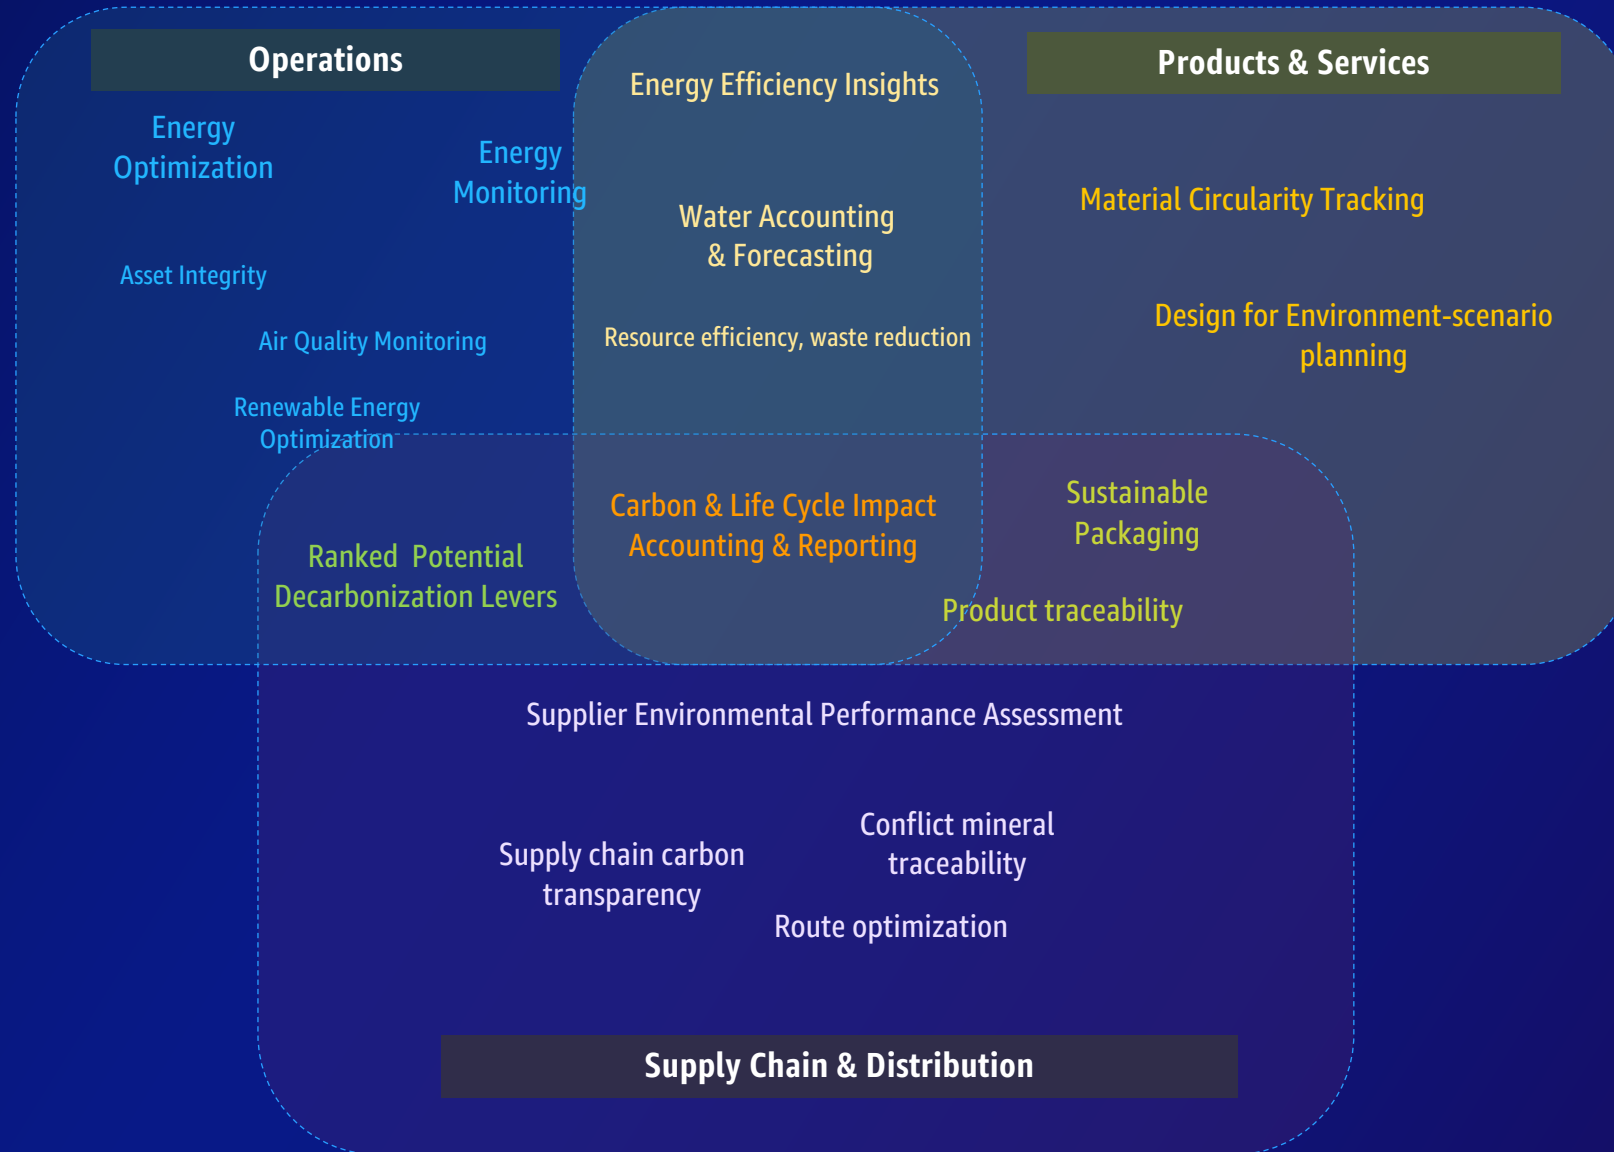 Operations
Energy
Optimization
Energy
Monitoring
Asset Integrity
Air Quality Monitoring
Renewable Energy
Optimization
Energy Efficiency Insights
Water Accounting
& Forecasting
Resource efficiency, waste reduction
Products & Services
Material Circularity Tracking
Design for Environment-scenario
planning
Ranked  Potential
Decarbonization Levers
Carbon & Life Cycle Impact
Accounting & Reporting
Sustainable
Packaging
Product traceability
Supplier Environmental Performance Assessment
Supply chain carbon
transparency
Conflict mineral
traceability
Route optimization
Supply Chain & Distribution